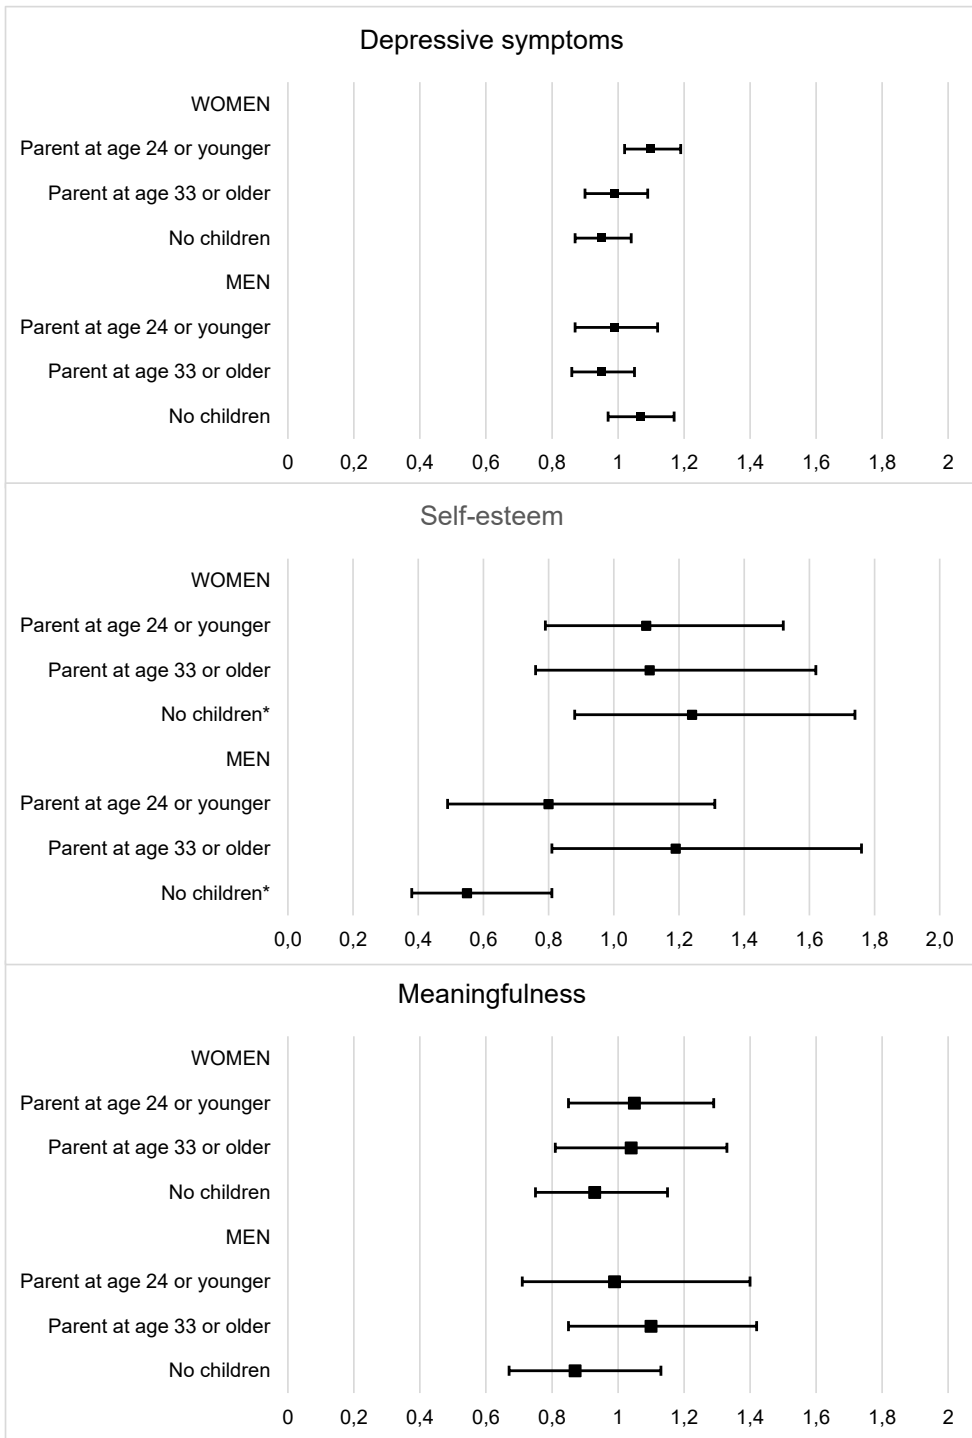 Depressive symptoms
WOMEN
Parent at age 24 or younger
Parent at age 33 or older
No children
MEN
Parent at age 24 or younger
Parent at age 33 or older
No children
0 0,2 0,4 0,6 0,8 1 1,2 1,4 1,6 1,8 2
Self-esteem
WOMEN
Parent at age 24 or younger
Parent at age 33 or older
No children*
MEN
Parent at age 24 or younger
Parent at age 33 or older
No children*
0,0 0,2 0,4 0,6 0,8 1,0 1,2 1,4 1,6 1,8 2,0
Meaningfulness
WOMEN
Parent at age 24 or younger
Parent at age 33 or older
No children
MEN
Parent at age 24 or younger
Parent at age 33 or older
No children
0 0,2 0,4 0,6 0,8 1 1,2 1,4 1,6 1,8 2